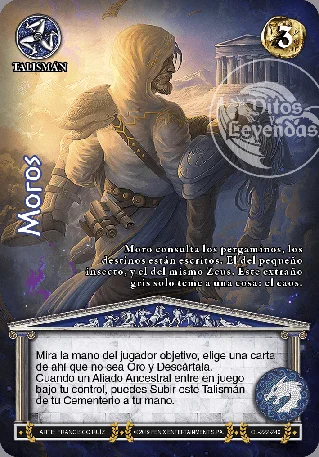 3
TALISMÁN
Mitos y
Leyendas
Moros
Moro consulta los pergaminos, los
destinos están escritos. El del pequeño
insecto, y el del mismo Zeus. Este extraño
gris solo teme a una cosa: el caos.
Mira la mano del jugador objetivo, elige una carta
de ahí que no sea Oro y Descártala.
Cuando un Aliado Ancestral entre en juego
bajo tu control, puedes Subir este Talismán
de tu Cementerio a tu mano.
ARTE: FRANCISCO RUÍZ